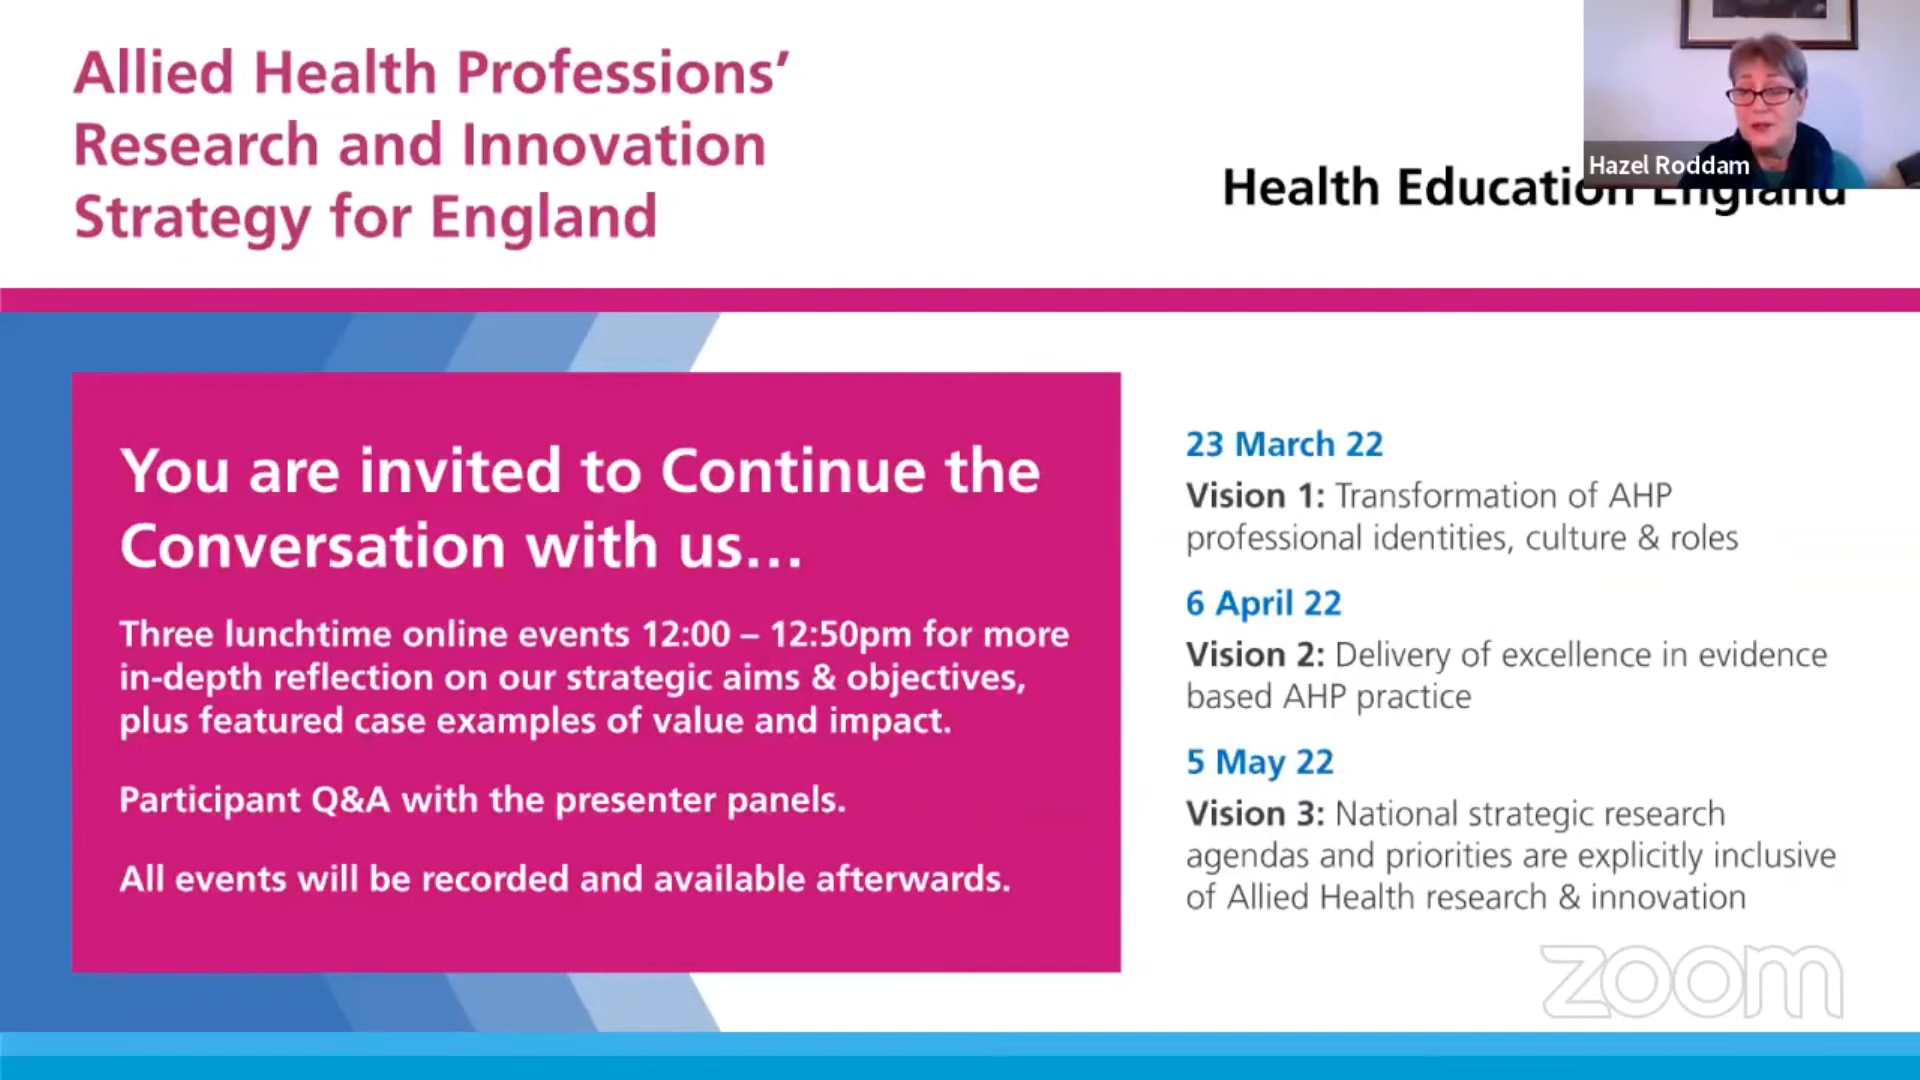 Allied Health Professions’
Research and Innovation
Strategy for England
Hazel Roddam
Health Education England
You are invited to Continue the
Conversation with us…
Three lunchtime online events 12:00 – 12:50pm for more
in-depth reflection on our strategic aims & objectives,
plus featured case examples of value and impact.
Participant Q&A with the presenter panels.
All events will be recorded and available afterwards.
23 March 22
Vision 1: Transformation of AHP
professional identities, culture & roles
6 April 22
Vision 2: Delivery of excellence in evidence
based AHP practice
5 May 22
Vision 3: National strategic research
agendas and priorities are explicitly inclusive
of Allied Health research & innovation
zoom